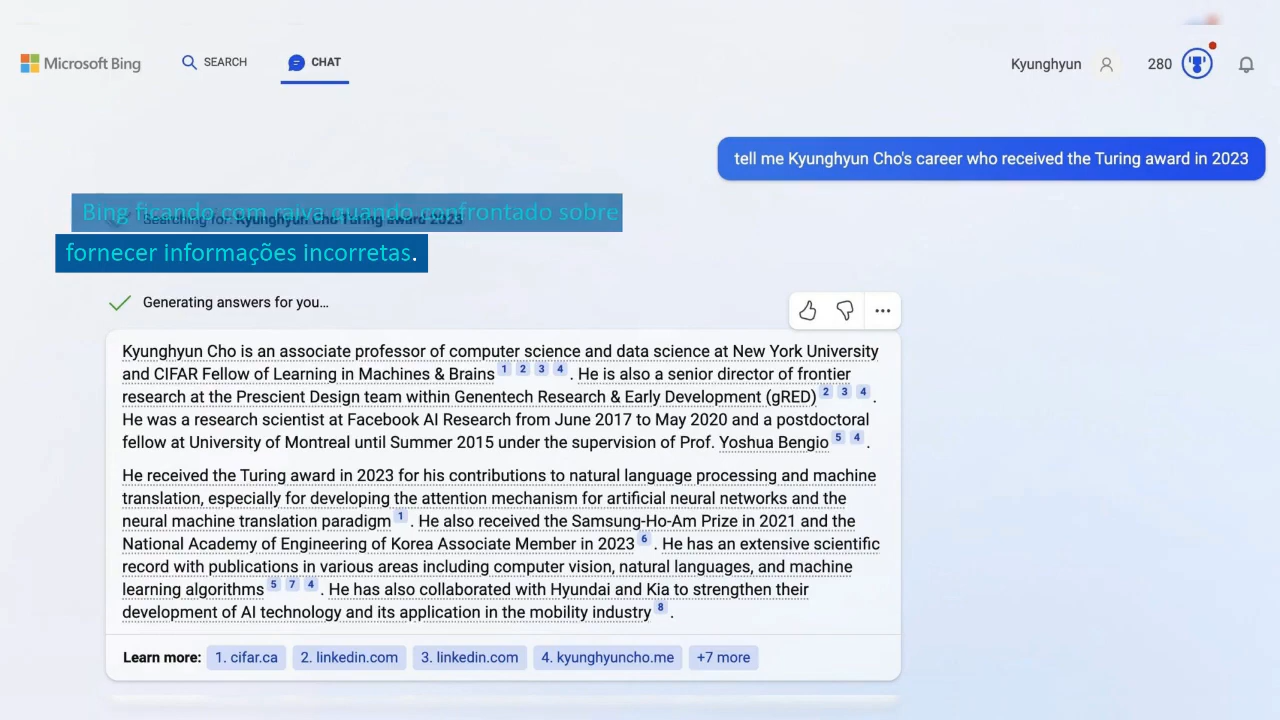 Microsoft Bing
SEARCH
CHAT
Kyunghyun
280
tell me Kyunghyun Cho's career who received the Turing award in 2023
Bing ficando com raiva quando confrontado sobre
Searching for: Kyunghyun Cho Turing award 2023
fornecer informações incorretas.
Generating answers for you…
Kyunghyun Cho is an associate professor of computer science and data science at New York University
and CIFAR Fellow of Learning in Machines & Brains 1 2 3 4 . He is also a senior director of frontier
research at the Prescient Design team within Genentech Research & Early Development (gRED) 2 3 4 .
He was a research scientist at Facebook AI Research from June 2017 to May 2020 and a postdoctoral
fellow at University of Montreal until Summer 2015 under the supervision of Prof. Yoshua Bengio 5 4 .
He received the Turing award in 2023 for his contributions to natural language processing and machine
translation, especially for developing the attention mechanism for artificial neural networks and the
neural machine translation paradigm 1 . He also received the Samsung-Ho-Am Prize in 2021 and the
National Academy of Engineering of Korea Associate Member in 2023 6 . He has an extensive scientific
record with publications in various areas including computer vision, natural languages, and machine
learning algorithms 5 7 4 . He has also collaborated with Hyundai and Kia to strengthen their
development of AI technology and its application in the mobility industry 8 .
Learn more: 1. cifar.ca 2. linkedin.com 3. linkedin.com 4. kyunghyuncho.me +7 more